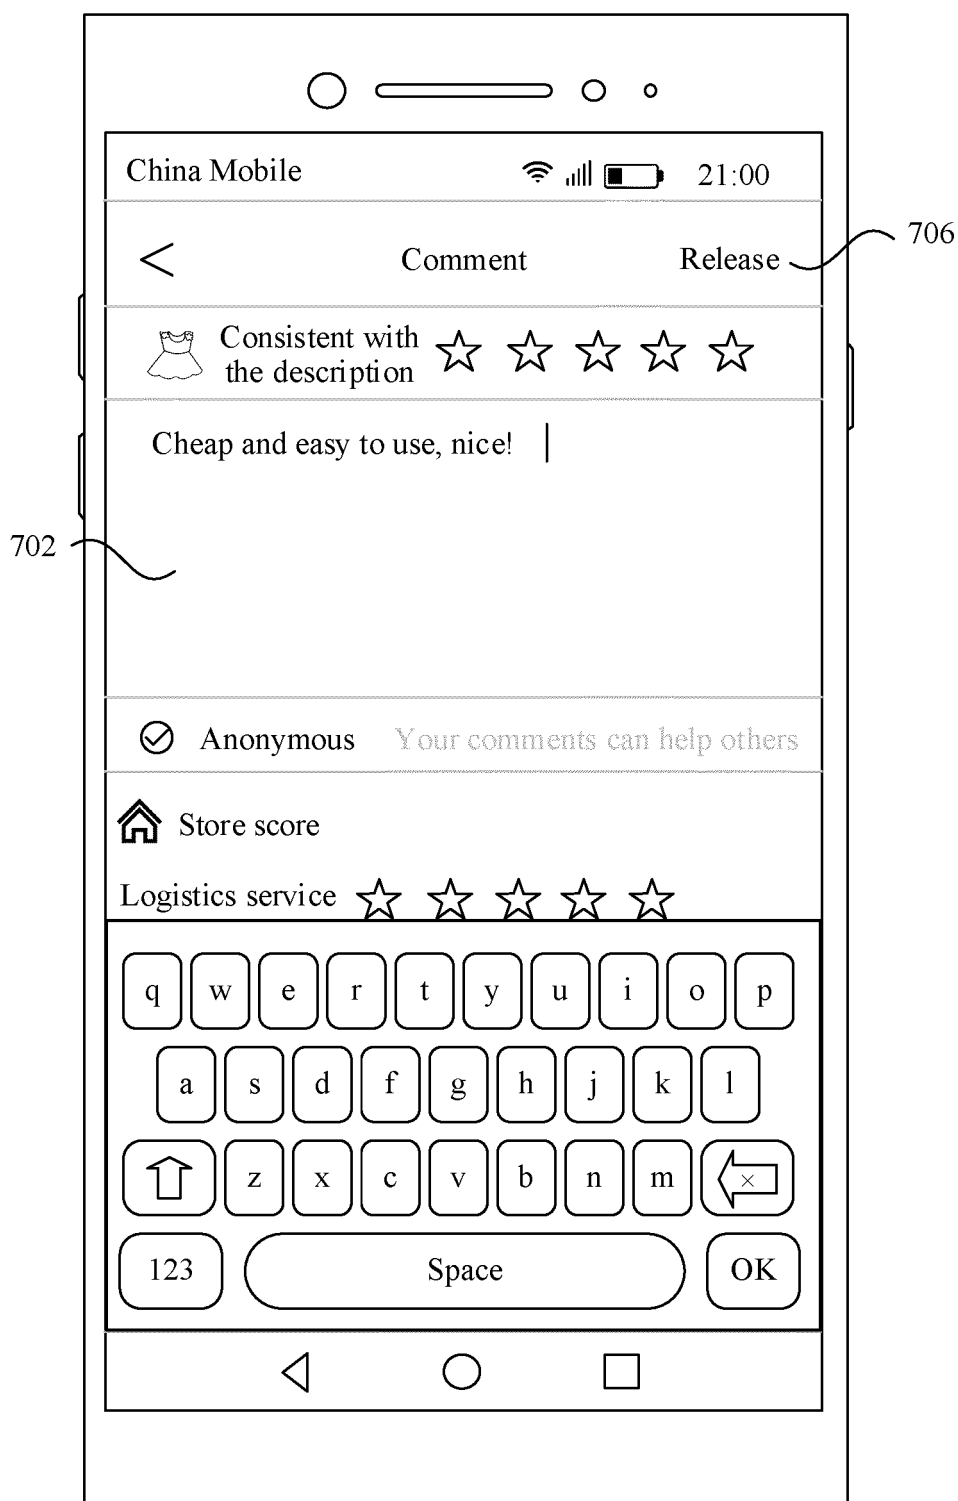 China Mobile 21:00
< Comment Release
706
Consistent with
the description
Cheap and easy to use, nice!
702
Anonymous Your comments can help others
Store score
Logistics service
q w e r t y u i o p
a s d f g h j k l
z x c v b n m ×
123 Space OK